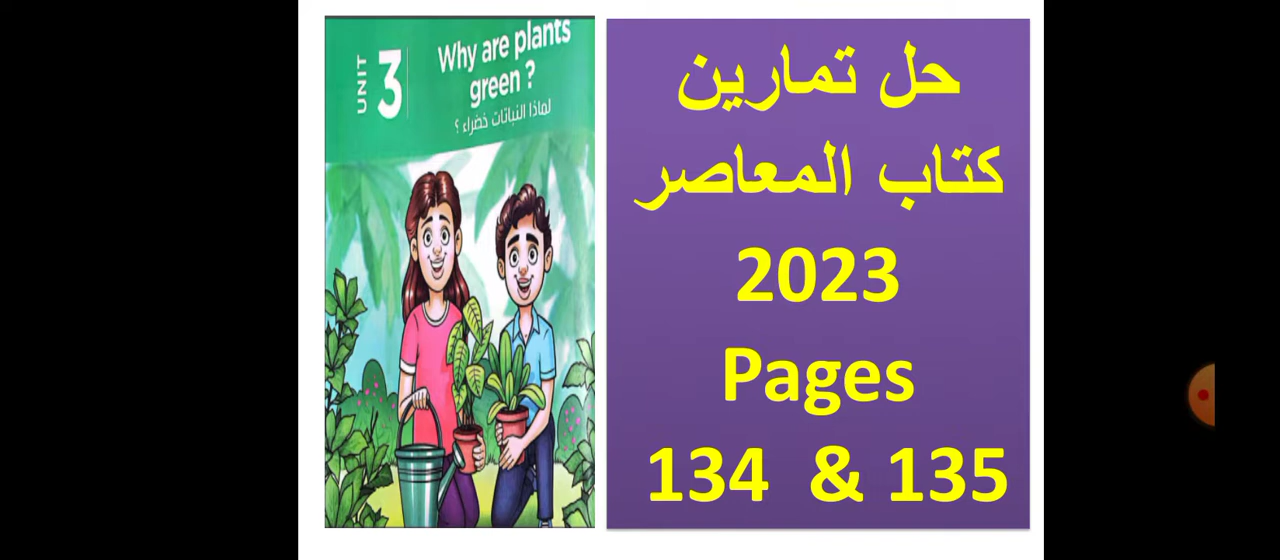 UNIT 3
Why are plants
green ?
لماذا النباتات خضراء ؟
حل تمارين
كتاب المعاصر
2023
Pages
134 & 135